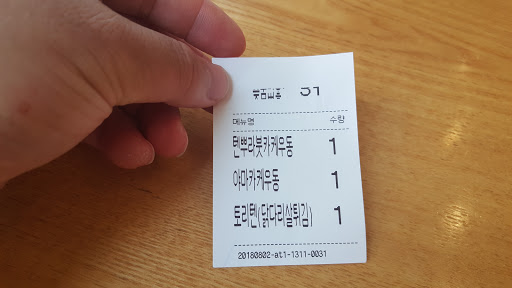 메뉴명 수량
텐뿌라붓카케우동 1
야마카케우동 1
토리텐(닭다리살튀김) 1
20180802-at1-1311-0031